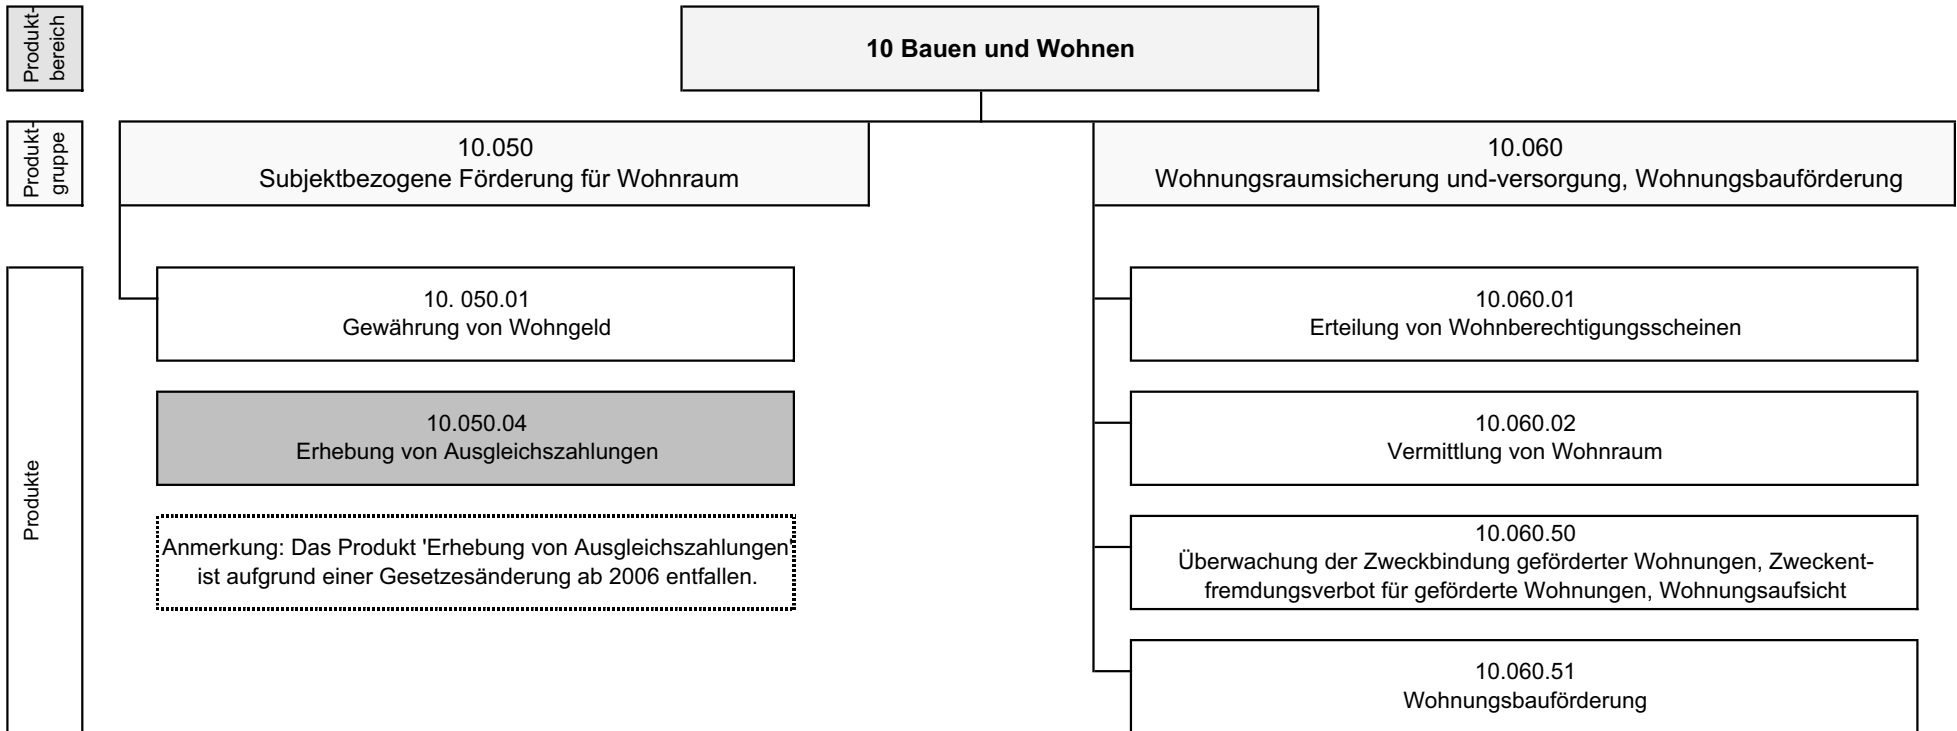 Produkt-
bereich
10 Bauen und Wohnen
Produkt-
gruppe
10.050
Subjektbezogene Förderung für Wohnraum
10.060
Wohnungsraumsicherung und-versorgung, Wohnungsbauförderung
Produkte
10. 050.01
Gewährung von Wohngeld
10.050.04
Erhebung von Ausgleichszahlungen
Anmerkung: Das Produkt 'Erhebung von Ausgleichszahlungen'
ist aufgrund einer Gesetzesänderung ab 2006 entfallen.
10.060.01
Erteilung von Wohnberechtigungsscheinen
10.060.02
Vermittlung von Wohnraum
10.060.50
Überwachung der Zweckbindung geförderter Wohnungen, Zweckent-
fremdungsverbot für geförderte Wohnungen, Wohnungsaufsicht
10.060.51
Wohnungsbauförderung